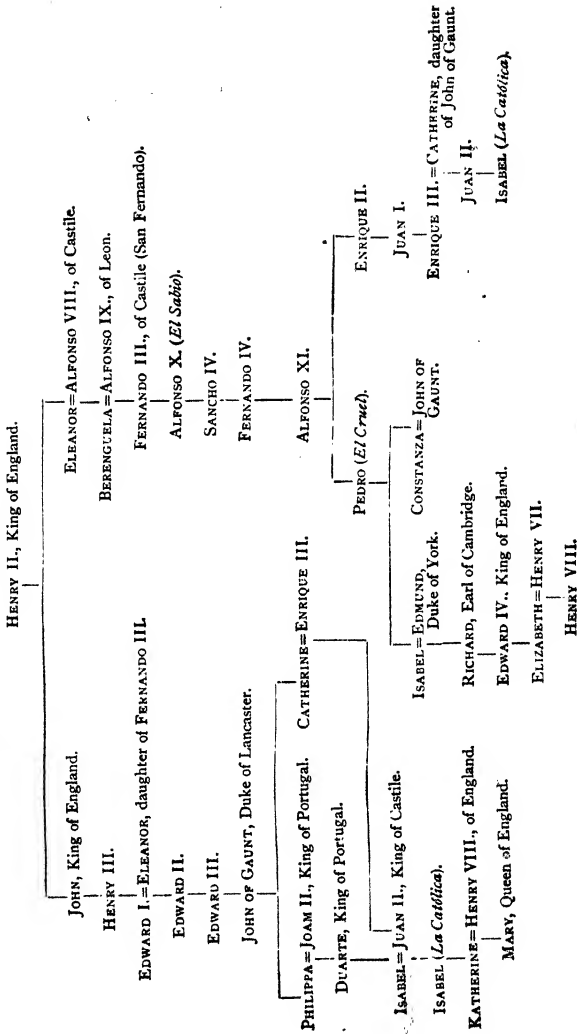 HENRY II., King of England.
JOHN, King of England.
HENRY III.
EDWARD I.=ELEANOR, daughter of FERNANDO III.
EDWARD II.
EDWARD III.
JOHN OF GAUNT, Duke of Lancaster.
PHILIPPA=JOAM II., King of Portugal.
CATHERINE=ENRIQUE III.
DUARTE, King of Portugal.
ISABEL=JUAN II., King of Castile.
ISABEL (La Católica).
KATHERINE=HENRY VIII., of England.
MARY, Queen of England.
ELEANOR=ALFONSO VIII., of Castile.
BERENGUELA=ALFONSO IX., of Leon.
FERNANDO III., of Castile (San Fernando).
ALFONSO X. (El Sabio).
SANCHO IV.
FERNANDO IV.
ALFONSO XI.
PEDRO (El Cruel).
ISABEL=EDMUND,
Duke of York.
CONSTANZA=JOHN OF
GAUNT.
RICHARD, Earl of Cambridge.
EDWARD IV., King of England.
ELIZABETH=HENRY VII.
HENRY VIII.
ENRIQUE II.
JUAN I.
ENRIQUE III.=CATHERINE, daughter
of John of Gaunt.
JUAN II.
ISABEL (La Católica).